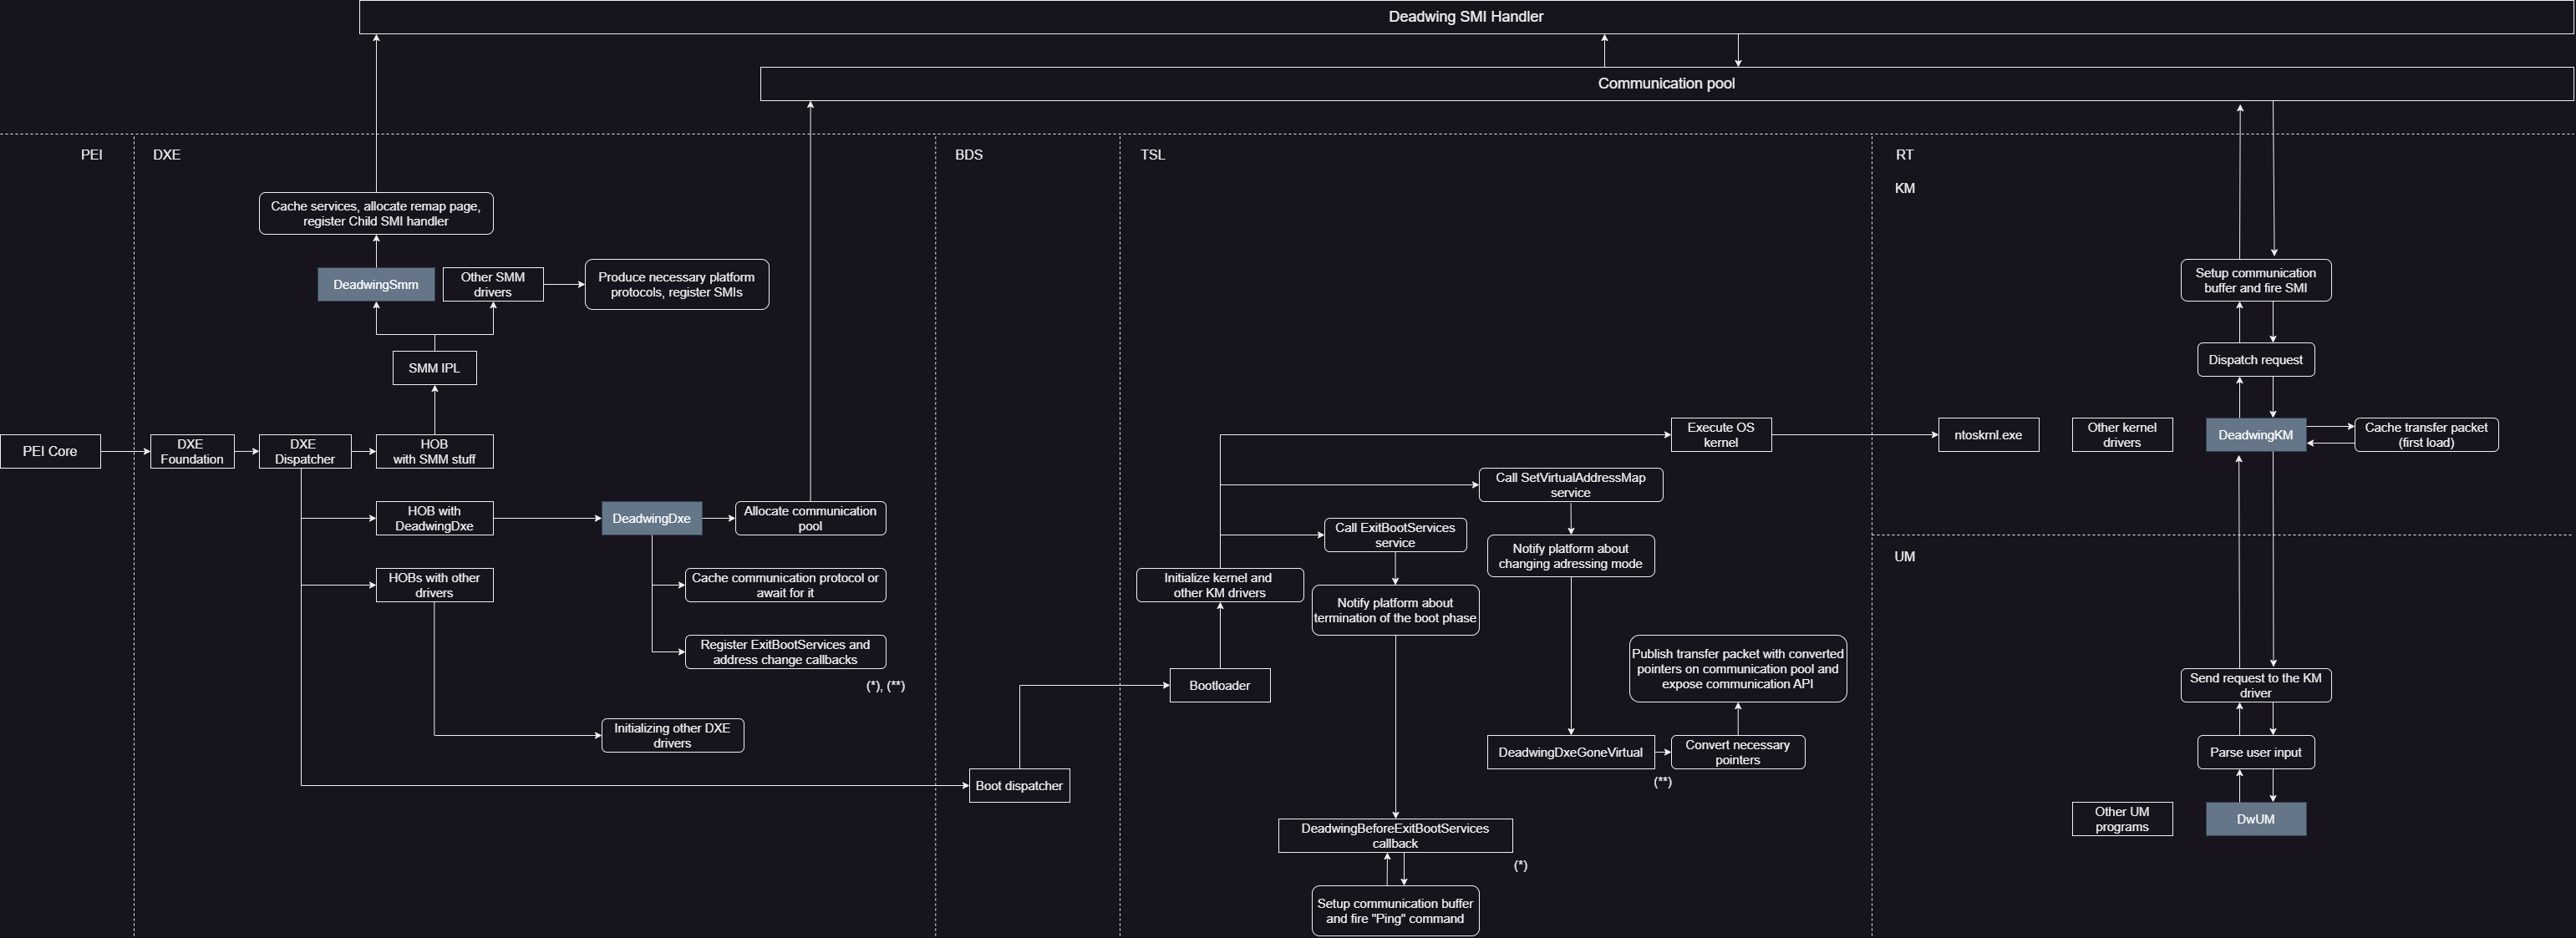 Deadwing SMI Handler
Communication pool
PEI
DXE
BDS
TSL
RT
KM
Cache services, allocate remap page,
register Child SMI handler
DeadwingSmm
Other SMM
drivers
Produce necessary platform
protocols, register SMIs
SMM IPL
PEI Core
DXE
Foundation
DXE
Dispatcher
HOB
with SMM stuff
HOB with
DeadwingDxe
DeadwingDxe
Allocate communication
pool
HOBs with other
drivers
Cache communication protocol or
await for it
Register ExitBootServices and
address change callbacks
(*), (**)
Initializing other DXE
drivers
Boot dispatcher
Bootloader
Initialize kernel and
other KM drivers
Execute OS
kernel
Call SetVirtualAddressMap
service
Call ExitBootServices
service
Notify platform about
changing adressing mode
Notify platform about
termination of the boot phase
Publish transfer packet with converted
pointers on communication pool and
expose communication API
DeadwingDxeGoneVirtual
Convert necessary
pointers
(**)
DeadwingBeforeExitBootServices
callback
(*)
Setup communication buffer
and fire "Ping" command
Setup communication
buffer and fire SMI
Dispatch request
ntoskrnl.exe
Other kernel
drivers
DeadwingKM
Cache transfer packet
(first load)
UM
Send request to the KM
driver
Parse user input
Other UM
programs
DwUM